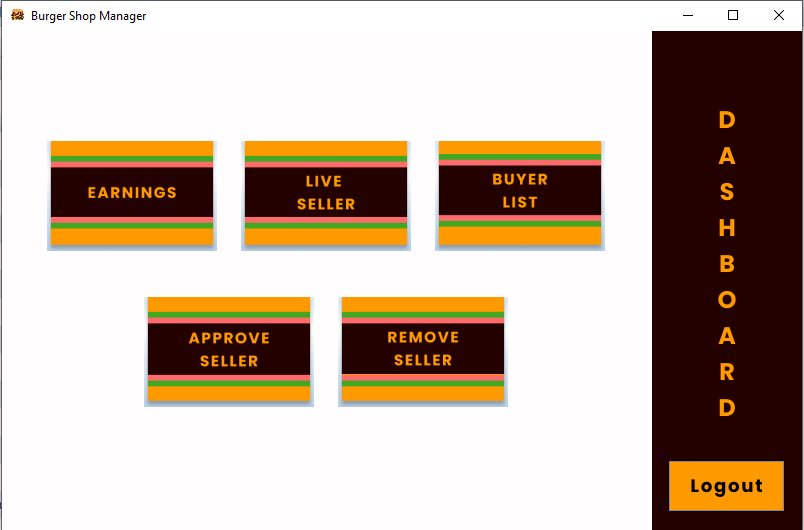 Burger Shop Manager
EARNINGS
LIVE
SELLER
BUYER
LIST
APPROVE
SELLER
REMOVE
SELLER
D
A
S
H
B
O
A
R
D
Logout